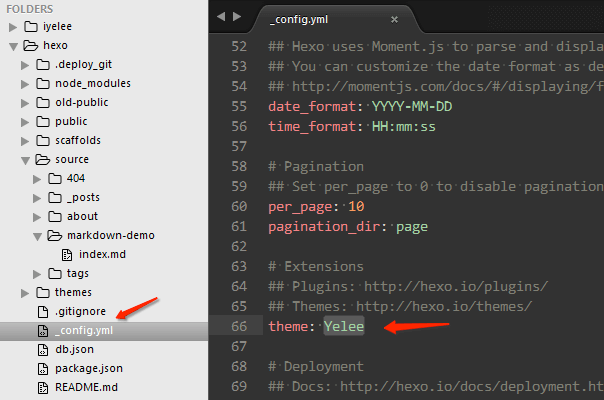 FOLDERS
iyelee
hexo
.deploy_git
node_modules
old-public
public
scaffolds
source
404
_posts
about
markdown-demo
index.md
tags
themes
.gitignore
_config.yml
db.json
package.json
README.md
_config.yml ×
52 ## Hexo uses Moment.js to parse and displa
53 ## You can customize the date format as de
54 ## http://momentjs.com/docs/#/displaying/f
55 date_format: YYYY-MM-DD
56 time_format: HH:mm:ss
57
58 # Pagination
59 ## Set per_page to 0 to disable pagination
60 per_page: 10
61 pagination_dir: page
62
63 # Extensions
64 ## Plugins: http://hexo.io/plugins/
65 ## Themes: http://hexo.io/themes/
66 theme: Yelee
67
68 # Deployment
69 ## Docs: http://hexo.io/docs/deployment.ht